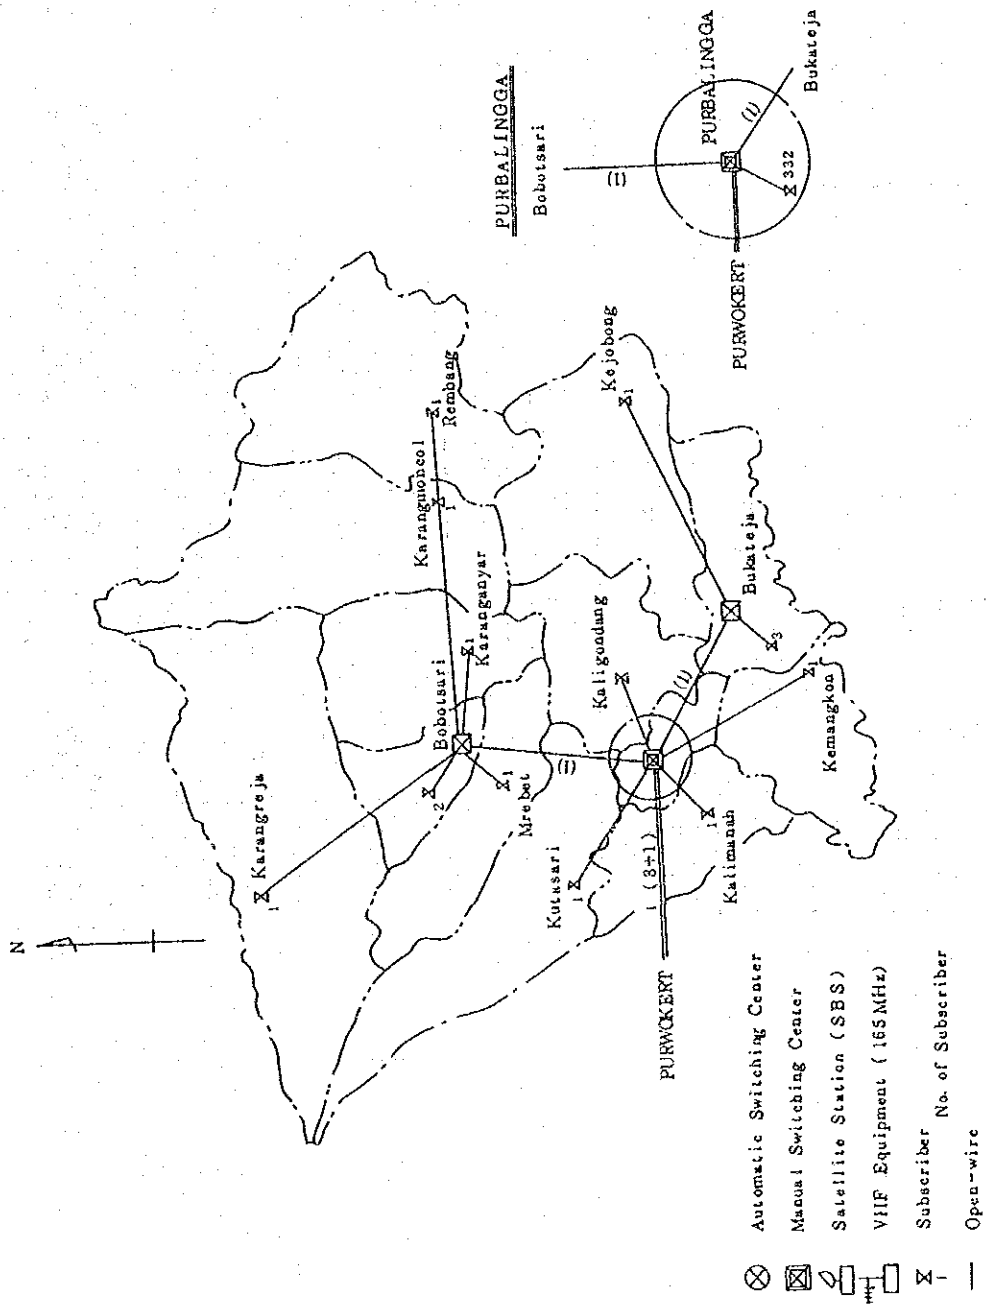 N
PURBALINGGA
Bobotsari
(1)
PURBALINGGA
(1)
Bukateja
332
PURWOKERT
1
Karangreja
Bobotsari
2
1
Mrebet
Karangmoncol
1
1
Rembang
1
Karanganyar
(1)
Kutasari
1
1 (3+1)
PURWOKERT
Kaligondang
(1)
1
Kalimanah
1
Kemangkon
Bukateja
3
Kejobong
1
Automatic Switching Center
Manual Switching Center
Satellite Station (SBS)
VHF Equipment (165MHz)
1
Subscriber
No. of Subscriber
Open-wire